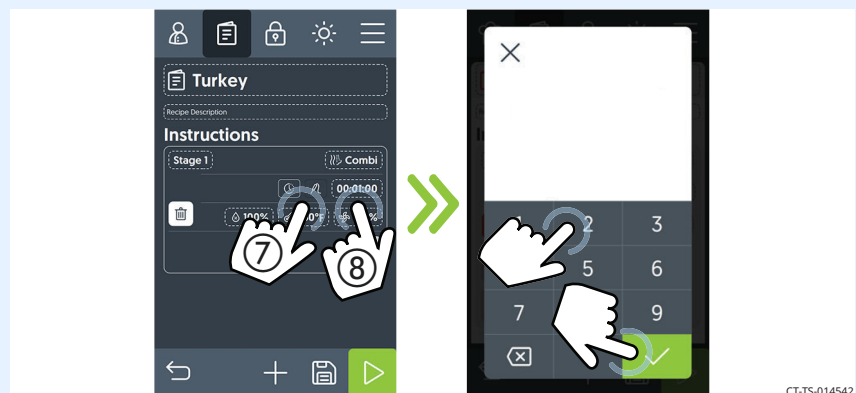 Turkey
Recipe Description
Instructions
Stage 1
Combi
00:01:00
100%
%
7
8
2
3
5
6
7
9
CT-TS-014542